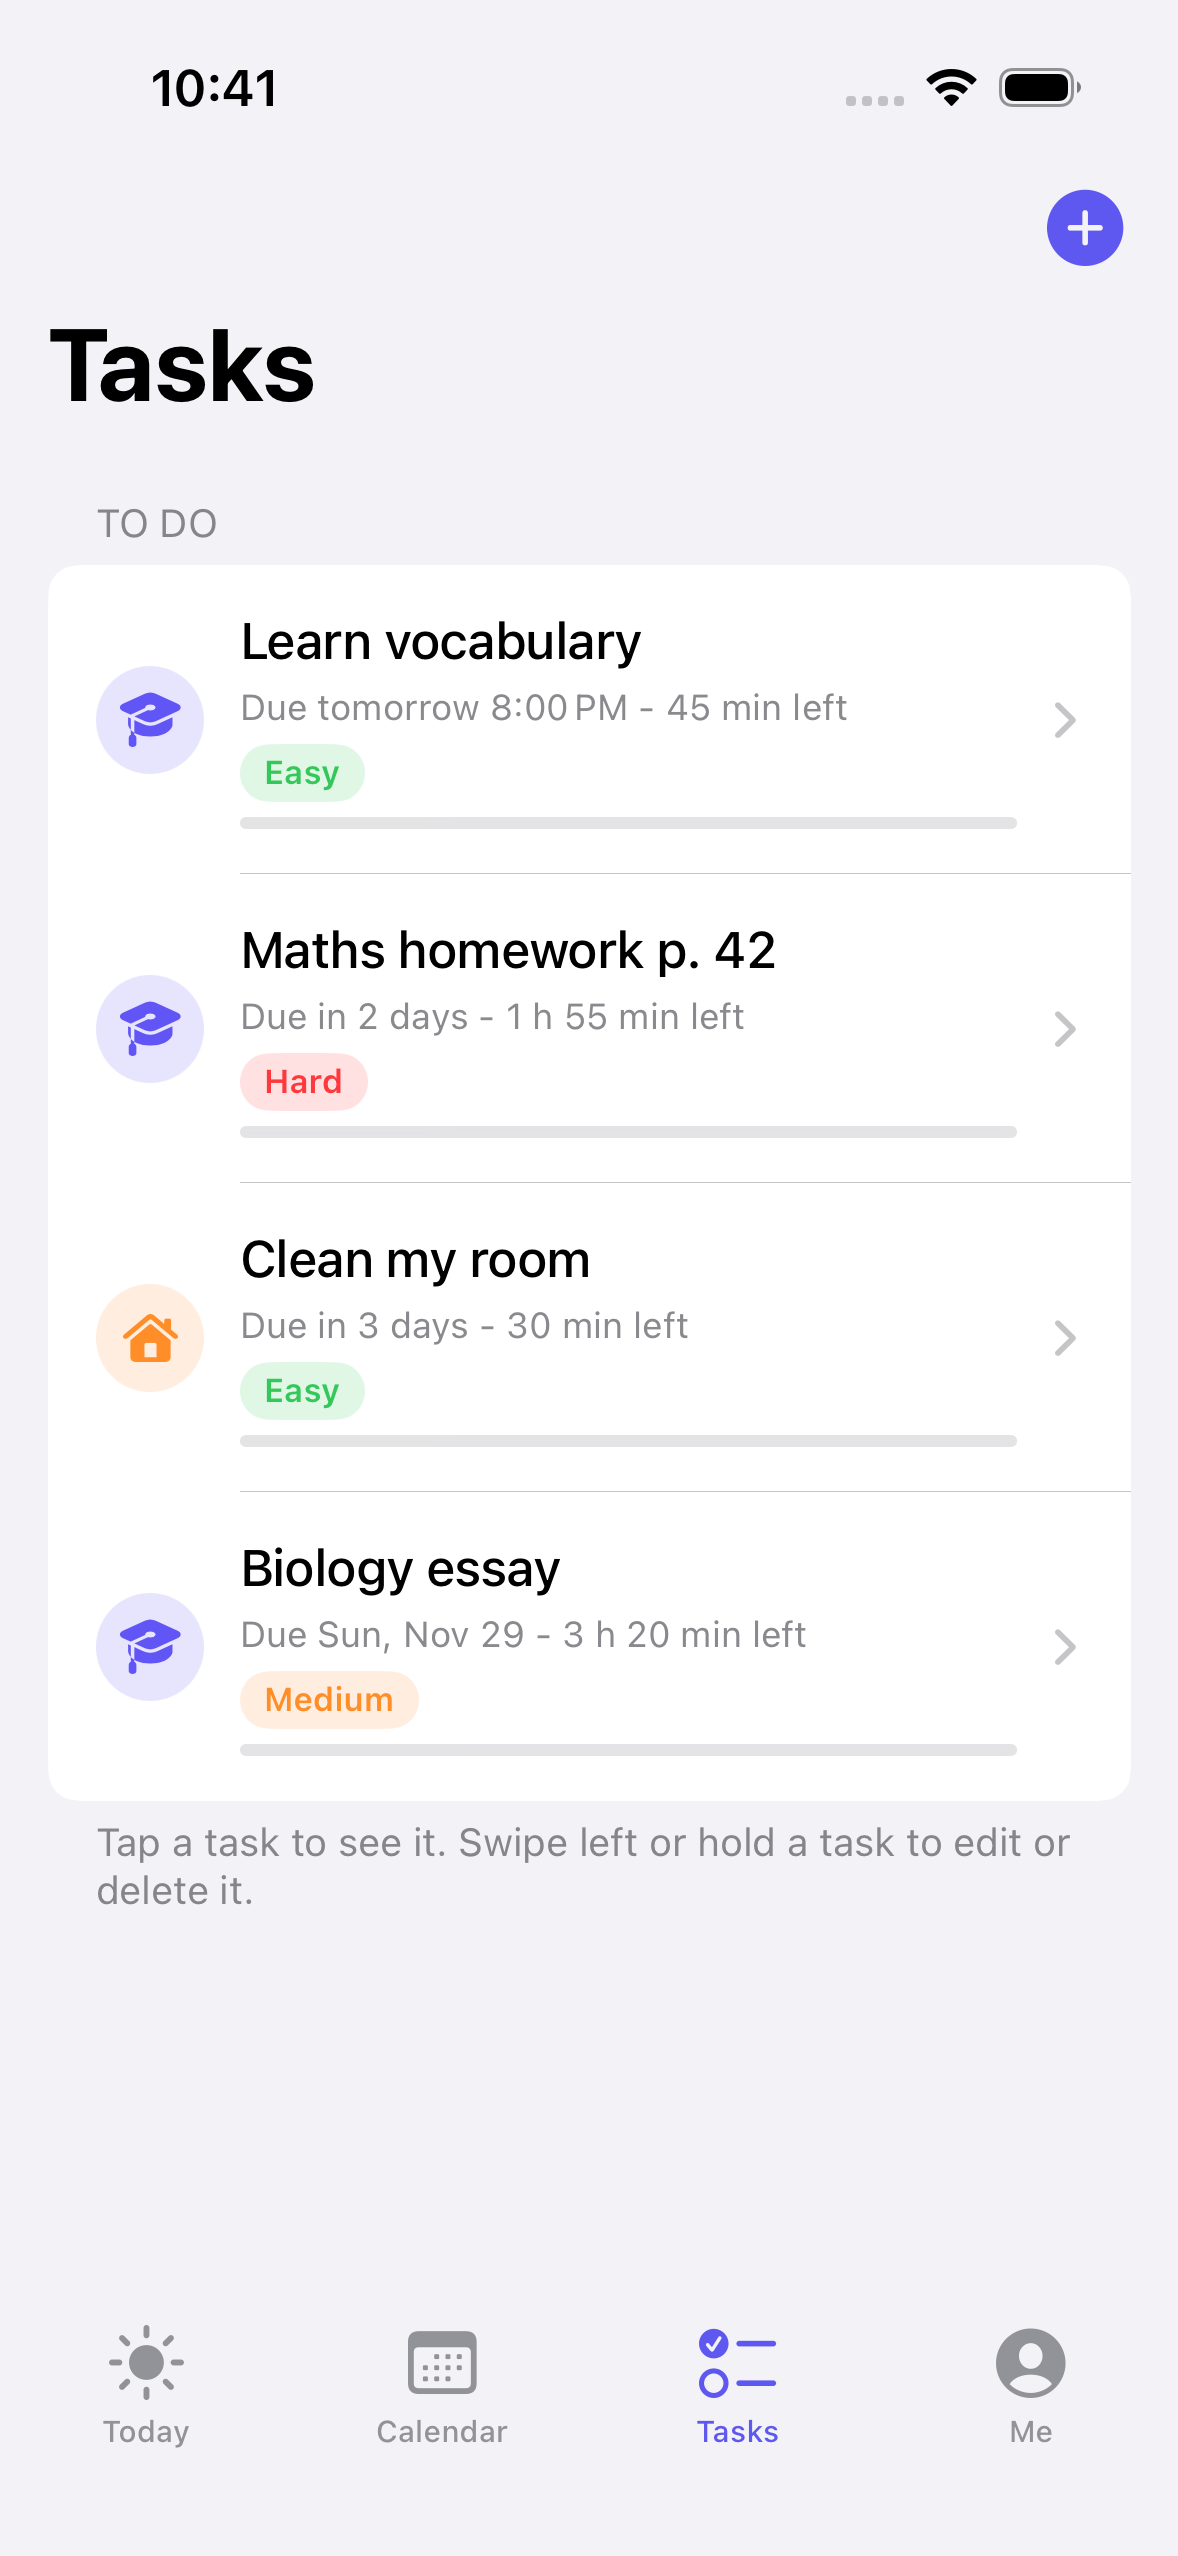 10:41
Tasks
TO DO
Learn vocabulary
Due tomorrow 8:00 PM - 45 min left
Easy
Maths homework p. 42
Due in 2 days - 1 h 55 min left
Hard
Clean my room
Due in 3 days - 30 min left
Easy
Biology essay
Due Sun, Nov 29 - 3 h 20 min left
Medium
Tap a task to see it. Swipe left or hold a task to edit or
delete it.
Today
Calendar
Tasks
Me